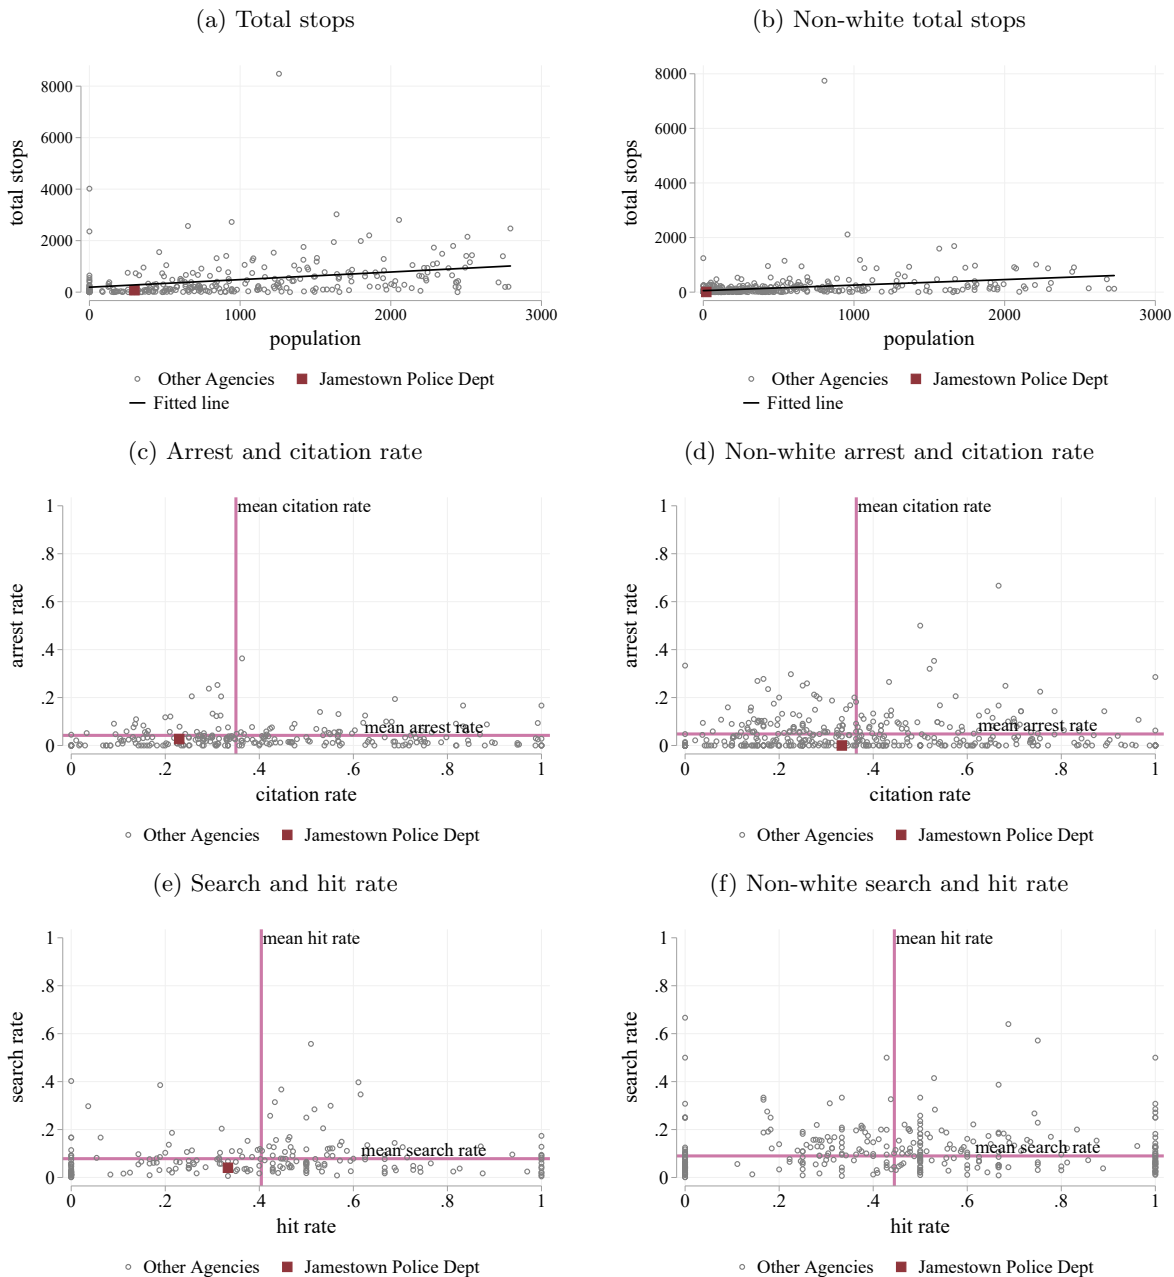 (a) Total stops
8000
6000
4000
2000
0
total stops
0 1000 2000 3000
population
Other Agencies Jamestown Police Dept
Fitted line
(b) Non-white total stops
8000
6000
4000
2000
0
total stops
0 1000 2000 3000
population
Other Agencies Jamestown Police Dept
Fitted line
(c) Arrest and citation rate
mean citation rate
1
.8
.6
.4
.2
0
arrest rate
mean arrest rate
0 .2 .4 .6 .8 1
citation rate
Other Agencies Jamestown Police Dept
(d) Non-white arrest and citation rate
mean citation rate
1
.8
.6
.4
.2
0
arrest rate
mean arrest rate
0 .2 .4 .6 .8 1
citation rate
Other Agencies Jamestown Police Dept
(e) Search and hit rate
mean hit rate
1
.8
.6
.4
.2
0
search rate
mean search rate
0 .2 .4 .6 .8 1
hit rate
Other Agencies Jamestown Police Dept
(f) Non-white search and hit rate
mean hit rate
1
.8
.6
.4
.2
0
search rate
mean search rate
0 .2 .4 .6 .8 1
hit rate
Other Agencies Jamestown Police Dept